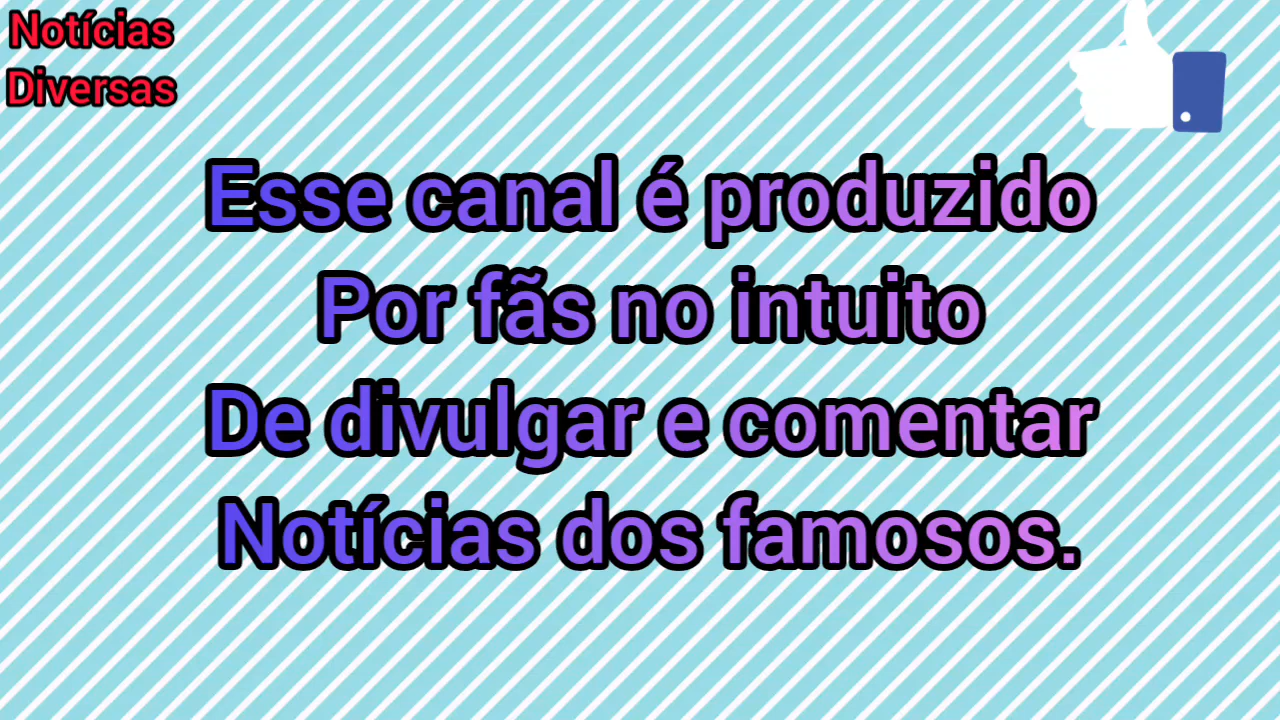 Notícias
Diversas
Esse canal é produzido
Por fãs no intuito
De divulgar e comentar
Notícias dos famosos.